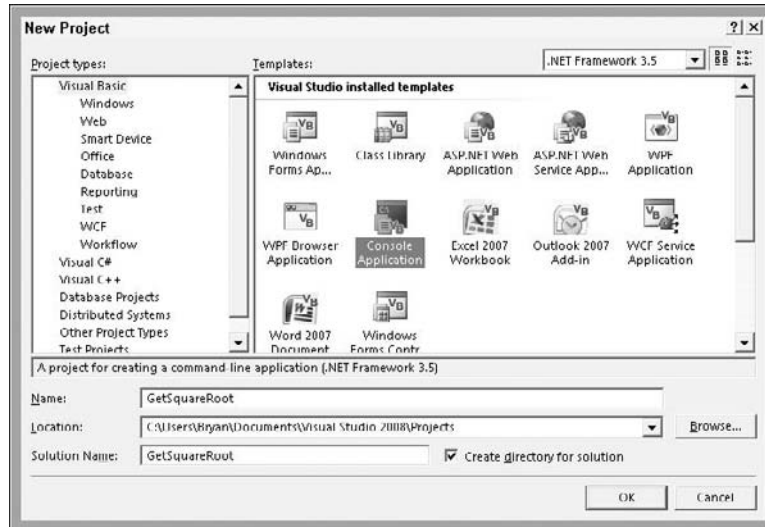 New Project
Project types:
Templates:
.NET Framework 3.5
Visual Basic
Windows
Web
Smart Device
Office
Database
Reporting
Test
WCF
Workflow
Visual C#
Visual C++
Database Projects
Distributed Systems
Other Project Types
Test Projects
Visual Studio installed templates
Windows Forms Ap...
Class Library
ASP.NET Web Application
ASP.NET Web Service App...
WPF Application
WPF Browser Application
Console Application
Excel 2007 Workbook
Outlook 2007 Add-in
WCF Service Application
Word 2007 Document
Windows Forms Contr
A project for creating a command-line application (.NET Framework 3.5)
Name: GetSquareRoot
Location: C:\Users\Bryan\Documents\Visual Studio 2008\Projects
Browse...
Solution Name: GetSquareRoot
Create directory for solution
OK Cancel